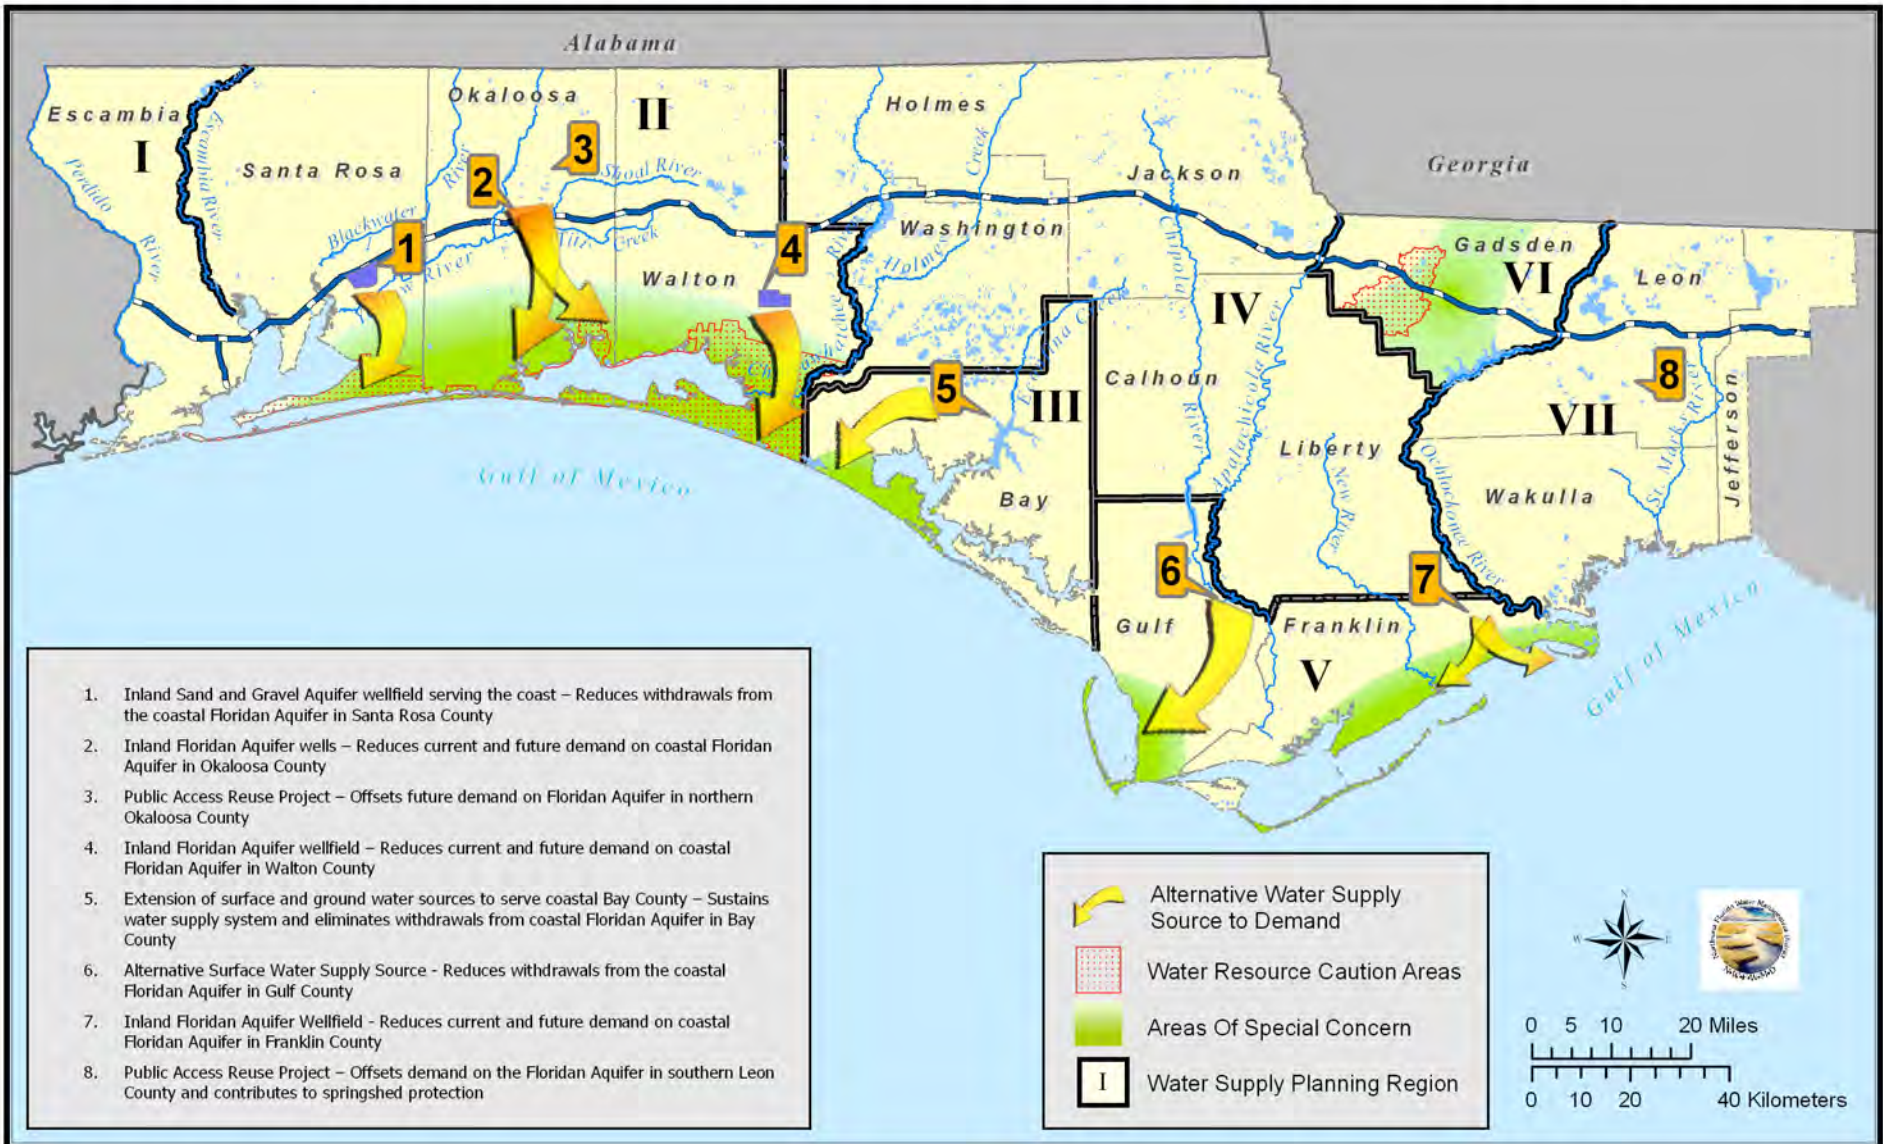 Alabama
Georgia
Escambia
Santa Rosa
Okaloosa
Walton
Holmes
Washington
Jackson
Gadsden
Leon
Jefferson
Calhoun
Liberty
Wakulla
Bay
Gulf
Franklin
I
II
III
IV
V
VI
VII
1
2
3
4
5
6
7
8
Perdido
River
Escambia River
Blackwater
River
River
Shoal River
Titi Creek
Holmes
Creek
River
Chipola
River
Apalachicola River
New River
Ochlockonee River
St. Marks River
Gulf of Mexico
Gulf of Mexico
1. Inland Sand and Gravel Aquifer wellfield serving the coast – Reduces withdrawals from
the coastal Floridan Aquifer in Santa Rosa County
2. Inland Floridan Aquifer wells – Reduces current and future demand on coastal Floridan
Aquifer in Okaloosa County
3. Public Access Reuse Project – Offsets future demand on Floridan Aquifer in northern
Okaloosa County
4. Inland Floridan Aquifer wellfield – Reduces current and future demand on coastal
Floridan Aquifer in Walton County
5. Extension of surface and ground water sources to serve coastal Bay County – Sustains
water supply system and eliminates withdrawals from coastal Floridan Aquifer in Bay
County
6. Alternative Surface Water Supply Source - Reduces withdrawals from the coastal
Floridan Aquifer in Gulf County
7. Inland Floridan Aquifer Wellfield - Reduces current and future demand on coastal
Floridan Aquifer in Franklin County
8. Public Access Reuse Project – Offsets demand on the Floridan Aquifer in southern Leon
County and contributes to springshed protection
Alternative Water Supply
Source to Demand
Water Resource Caution Areas
Areas Of Special Concern
I
Water Supply Planning Region
N
W
E
S
Northwest Florida Water Management District
0 5 10 20 Miles
0 10 20 40 Kilometers